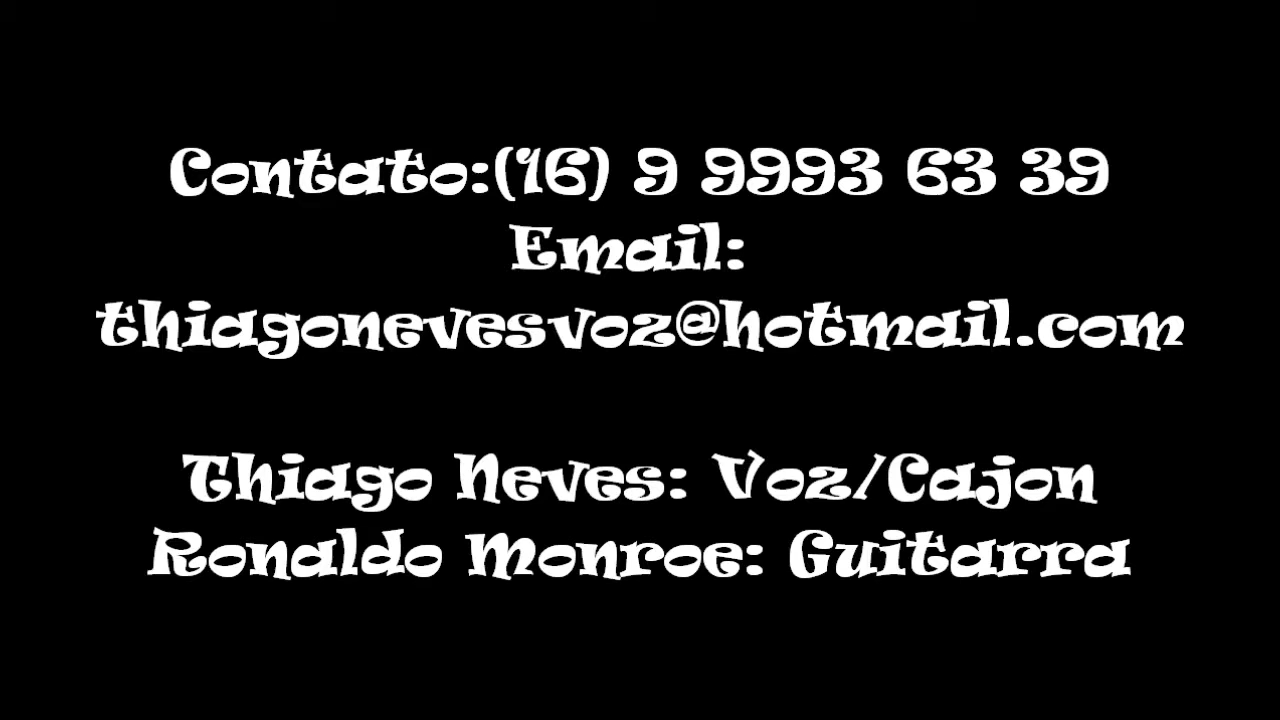 Contato:(16) 9 9993 63 39
Email:
thiagonevesvoz@hotmail.com
Thiago Neves: Voz/Cajon
Ronaldo Monroe: Guitarra